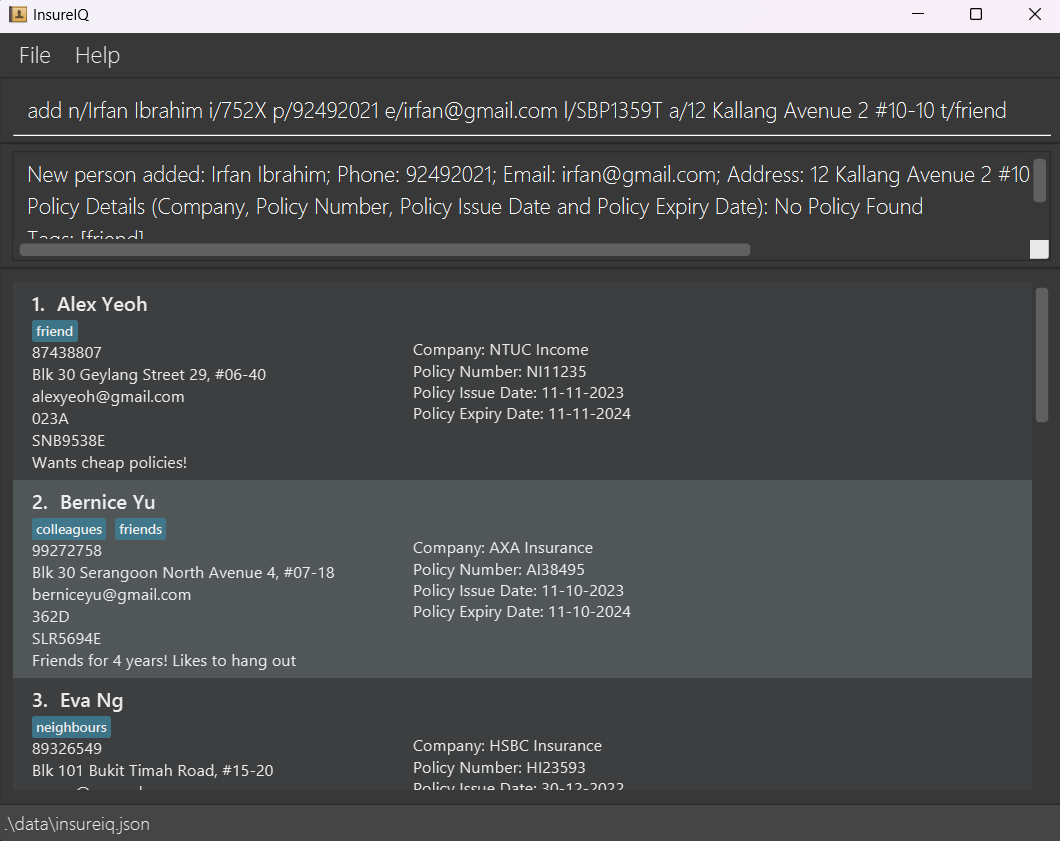 InsureIQ
File Help
add n/Irfan Ibrahim i/752X p/92492021 e/irfan@gmail.com l/SBP1359T a/12 Kallang Avenue 2 #10-10 t/friend
New person added: Irfan Ibrahim; Phone: 92492021; Email: irfan@gmail.com; Address: 12 Kallang Avenue 2 #10
Policy Details (Company, Policy Number, Policy Issue Date and Policy Expiry Date): No Policy Found
Tags: [friend]
1. Alex Yeoh
friend
87438807
Blk 30 Geylang Street 29, #06-40
alexyeoh@gmail.com
023A
SNB9538E
Wants cheap policies!
Company: NTUC Income
Policy Number: NI11235
Policy Issue Date: 11-11-2023
Policy Expiry Date: 11-11-2024
2. Bernice Yu
colleagues friends
99272758
Blk 30 Serangoon North Avenue 4, #07-18
berniceyu@gmail.com
362D
SLR5694E
Friends for 4 years! Likes to hang out
Company: AXA Insurance
Policy Number: AI38495
Policy Issue Date: 11-10-2023
Policy Expiry Date: 11-10-2024
3. Eva Ng
neighbours
89326549
Blk 101 Bukit Timah Road, #15-20
Company: HSBC Insurance
Policy Number: HI23593
Policy Issue Date: 30-12-2022
.\data\insureiq.json